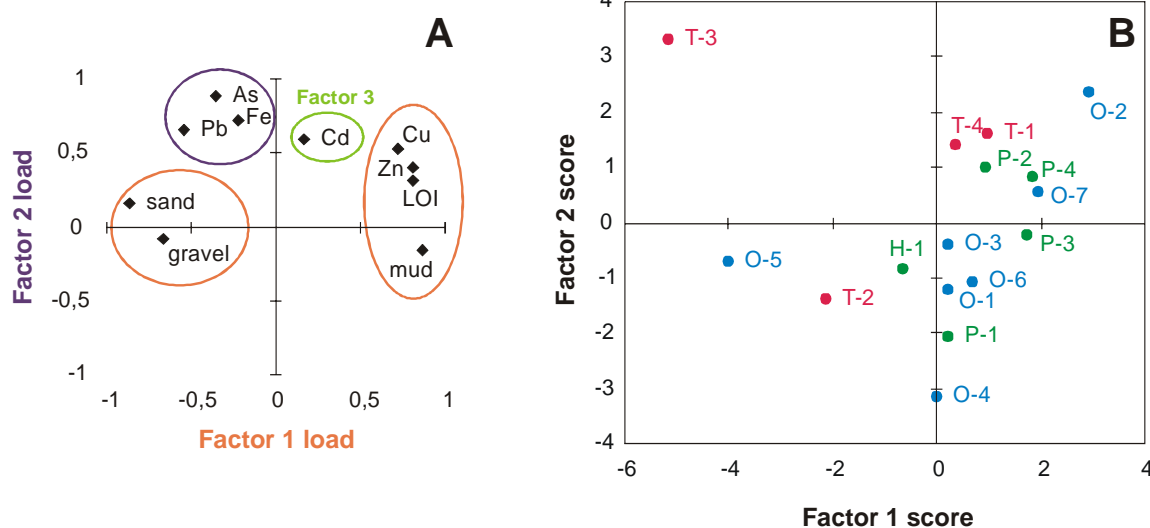 A
1
0,5
0
-0,5
-1
-1
-0,5
0
0,5
1
Factor 2 load
Factor 1 load
As
Fe
Pb
Factor 3
Cd
Cu
Zn
LOI
mud
sand
gravel
B
4
3
2
1
0
-1
-2
-3
-4
-6
-4
-2
0
2
4
Factor 2 score
Factor 1 score
T-3
O-2
T-4
T-1
P-2
P-4
O-7
P-3
O-3
H-1
O-5
O-6
O-1
T-2
P-1
O-4